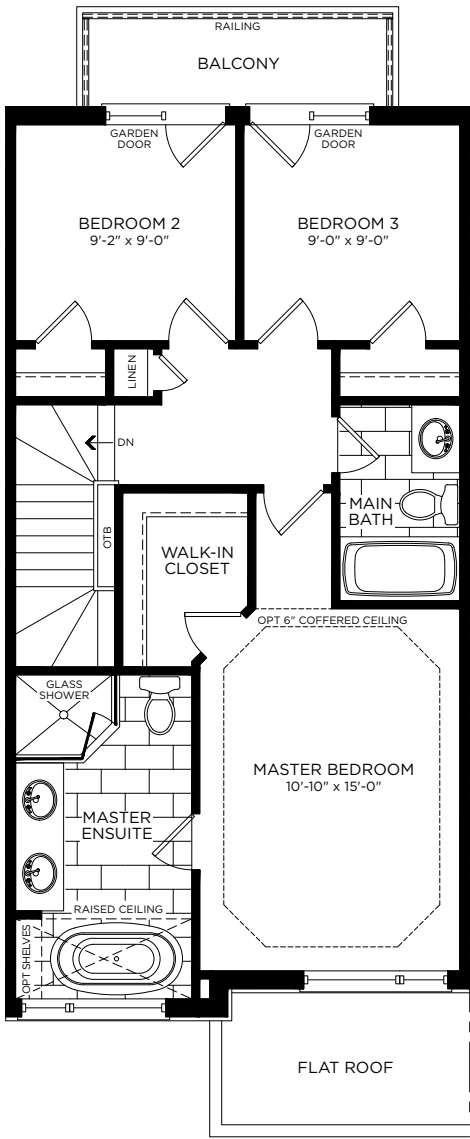 RAILING
BALCONY
GARDEN
DOOR
GARDEN
DOOR
BEDROOM 2
9'-2" x 9'-0"
BEDROOM 3
9'-0" x 9'-0"
LINEN
DN
OTB
MAIN
BATH
WALK-IN
CLOSET
OPT 6" COFFERED CEILING
GLASS
SHOWER
MASTER BEDROOM
10'-10" x 15'-0"
MASTER
ENSUITE
RAISED CEILING
OPT SHELVES
FLAT ROOF